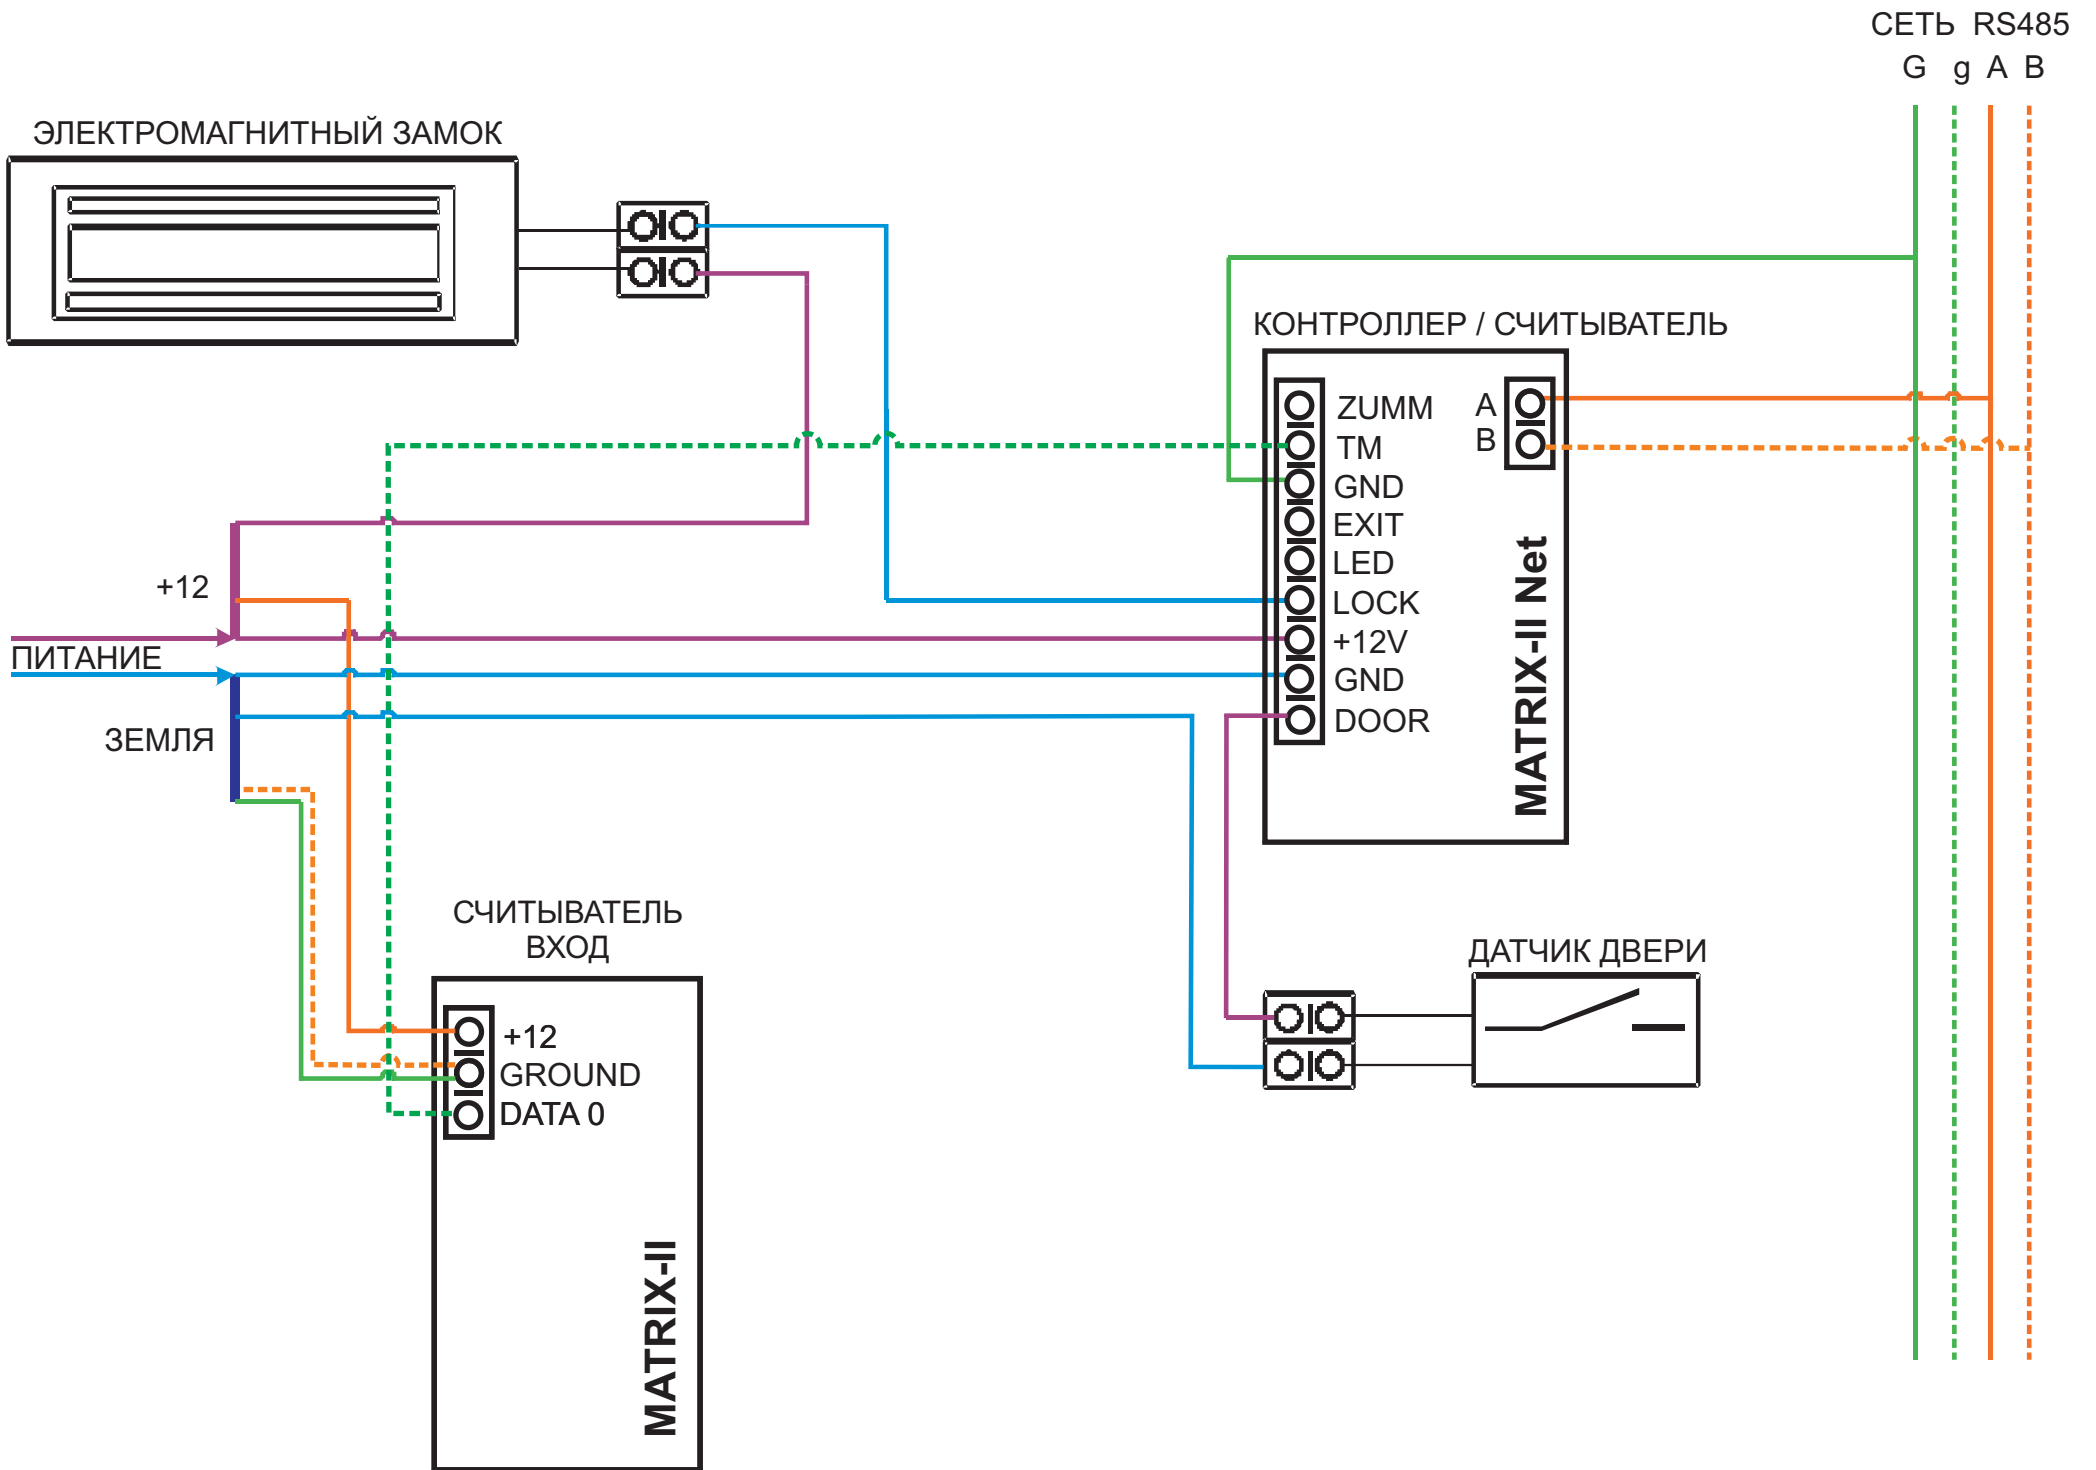 СЕТЬ RS485
G g A B
ЭЛЕКТРОМАГНИТНЫЙ ЗАМОК
КОНТРОЛЛЕР / СЧИТЫВАТЕЛЬ
ZUMM
TM
GND
EXIT
LED
LOCK
+12V
GND
DOOR
A
B
MATRIX-II Net
+12
ПИТАНИЕ
ЗЕМЛЯ
СЧИТЫВАТЕЛЬ
ВХОД
+12
GROUND
DATA 0
MATRIX-II
ДАТЧИК ДВЕРИ